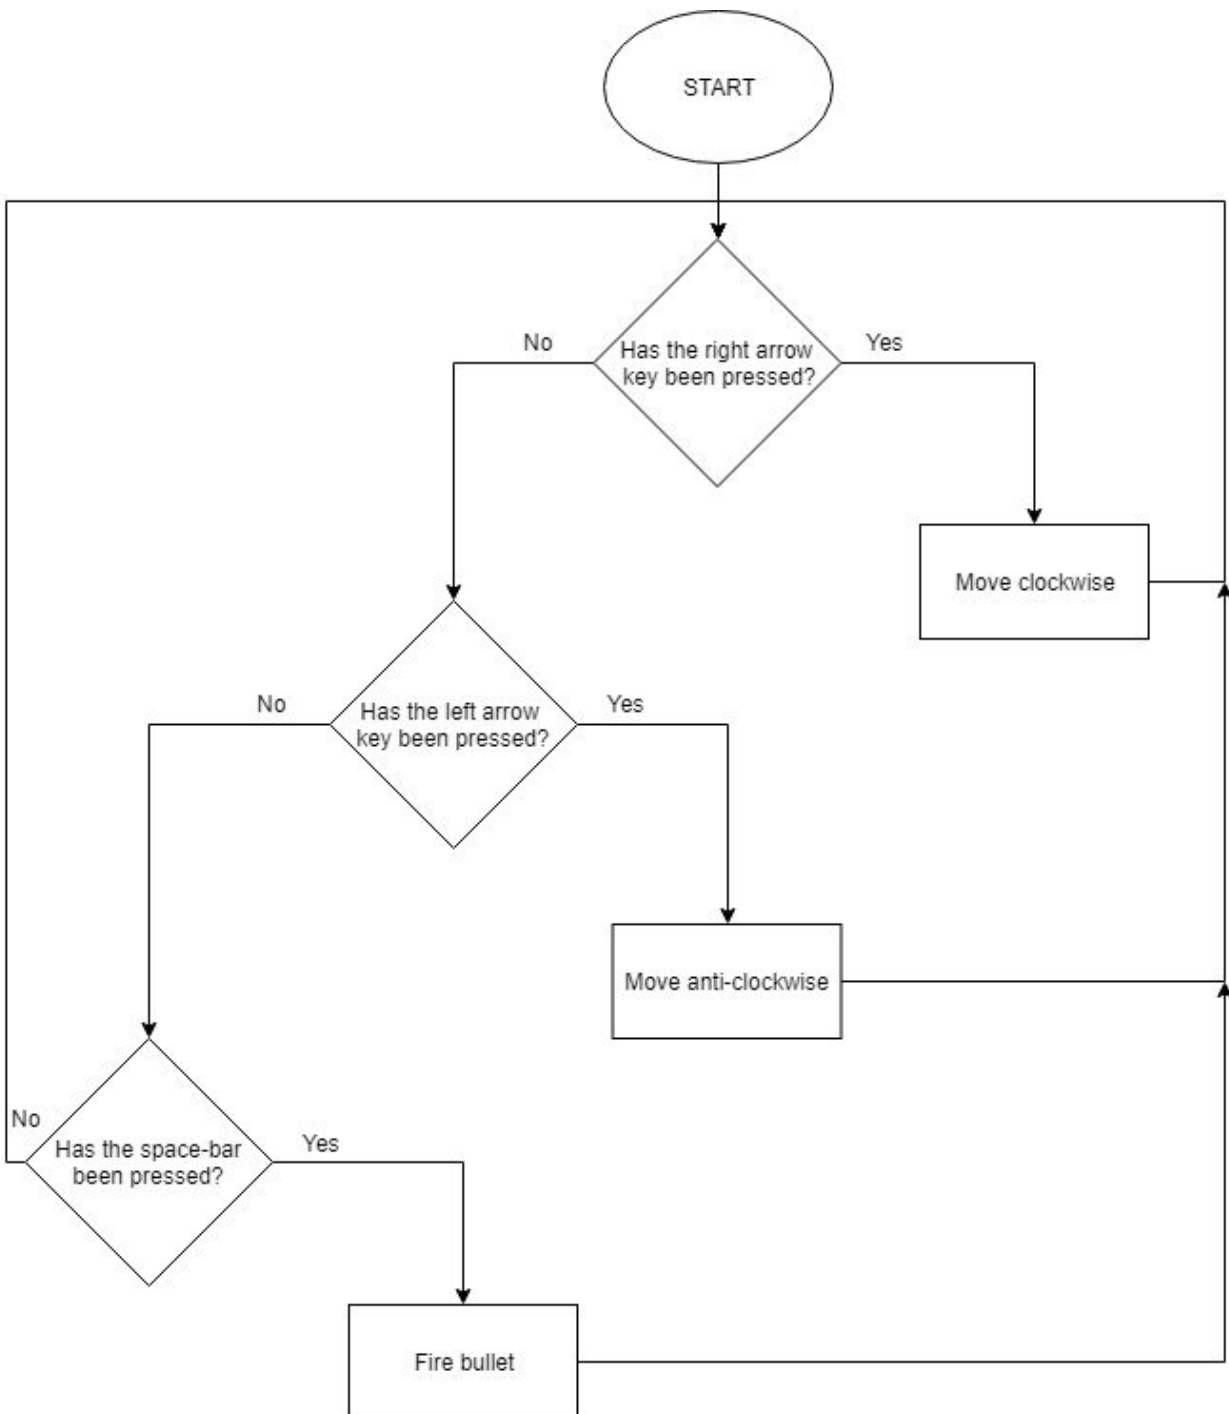 START
No
Yes
Has the right arrow
key been pressed?
Move clockwise
No
Yes
Has the left arrow
key been pressed?
Move anti-clockwise
No
Yes
Has the space-bar
been pressed?
Fire bullet